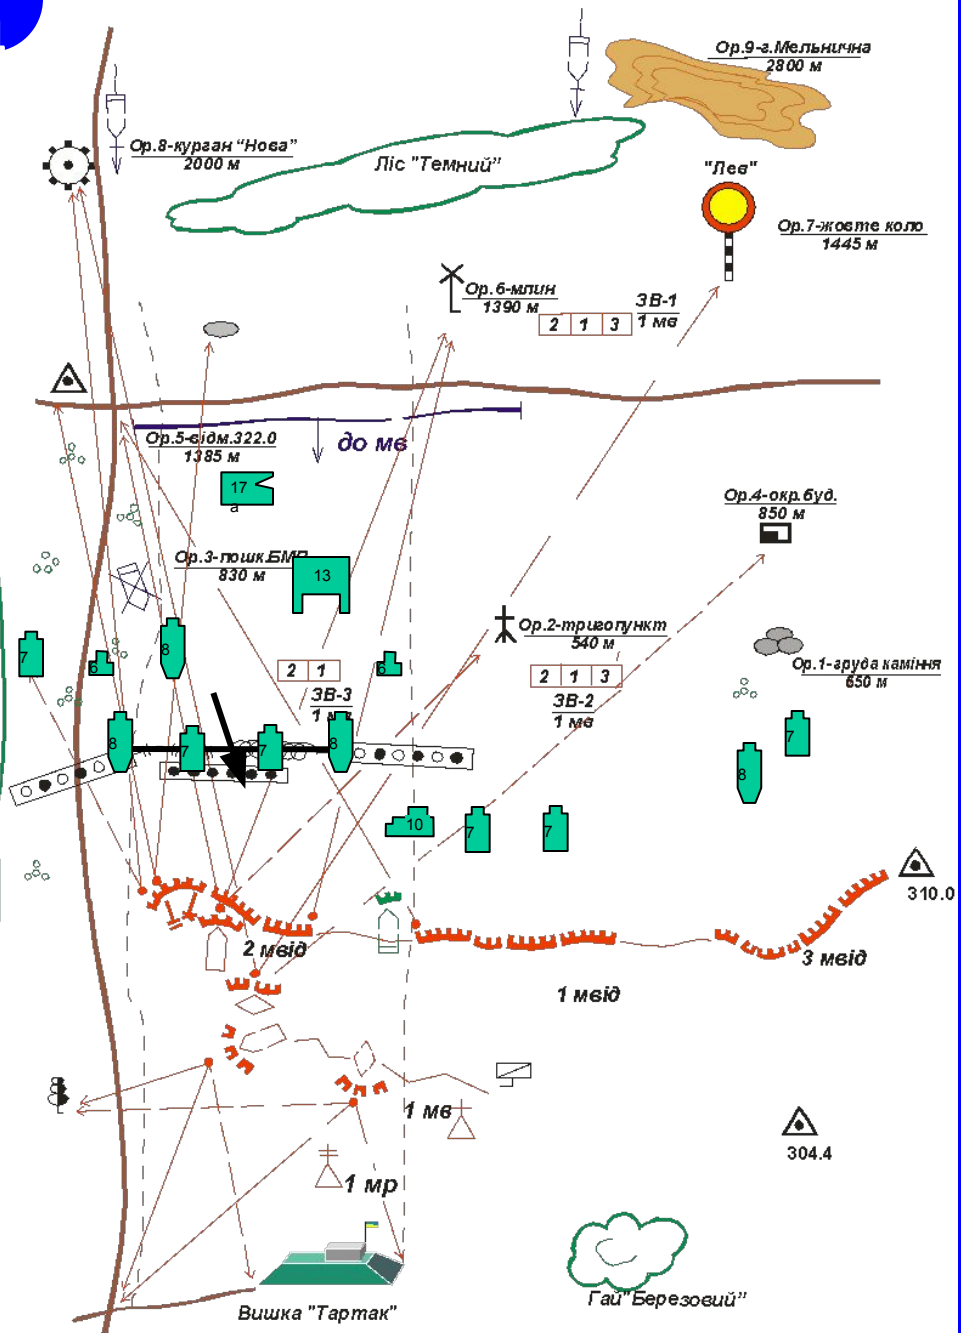 Ор.9-г.Мельнична
2800 м
Ор.8-курган "Нова"
2000 м
Ліс "Темний"
"Лев"
Ор.7-жовте коло
1445 м
Ор.6-млин
1390 м
ЗВ-1
1 мв
2 1 3
Ор.5-відм.322.0
1385 м
до мв
17
а
Ор.4-окр.буд.
850 м
Ор.3-пошк.БМП
830 м
13
Ор.2-тригопункт
540 м
7
6
8
6
2 1
ЗВ-3
1 мв
2 1 3
ЗВ-2
1 мв
Ор.1-груда каміння
650 м
8
7
7
8
7
8
10
7
7
310.0
2 мвід
3 мвід
1 мвід
1 мв
304.4
1 мр
Вишка "Тартак"
Гай"Березовий"